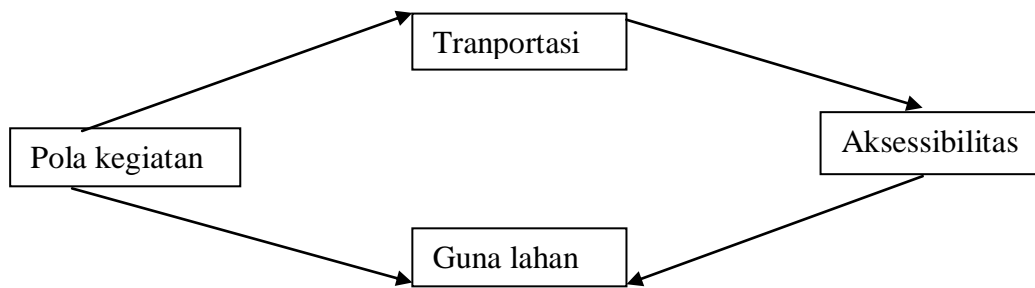 Tranportasi
Pola kegiatan
Aksessibilitas
Guna lahan